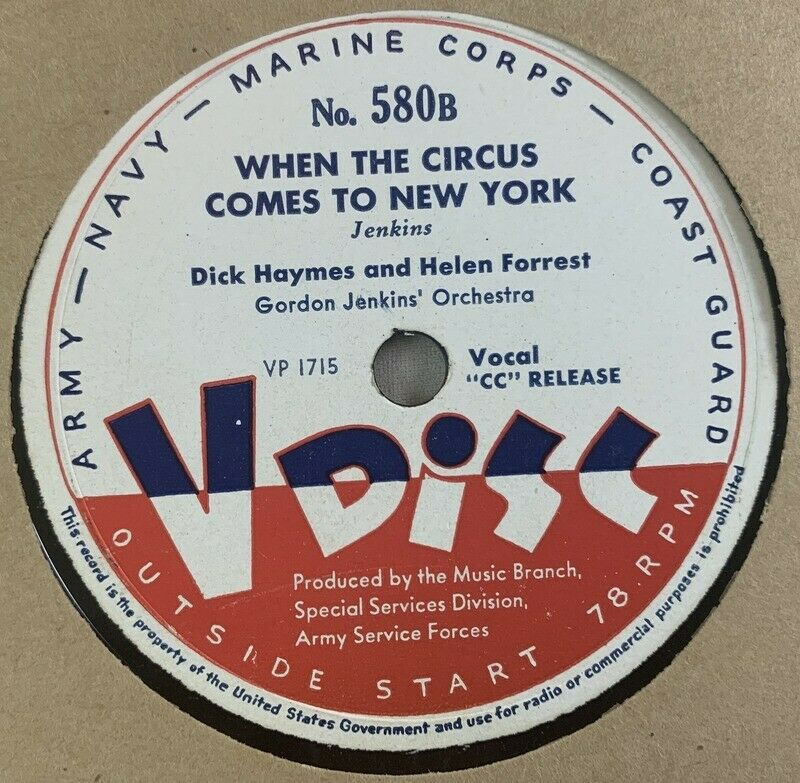 ARMY — NAVY — MARINE CORPS — COAST GUARD
No. 580B
WHEN THE CIRCUS
COMES TO NEW YORK
Jenkins
Dick Haymes and Helen Forrest
Gordon Jenkins' Orchestra
VP 1715
Vocal
"CC" RELEASE
V DiSC
Produced by the Music Branch,
Special Services Division,
Army Service Forces
OUTSIDE START 78 RPM
This record is the property of the United States Government and use for radio or commercial purposes is prohibited